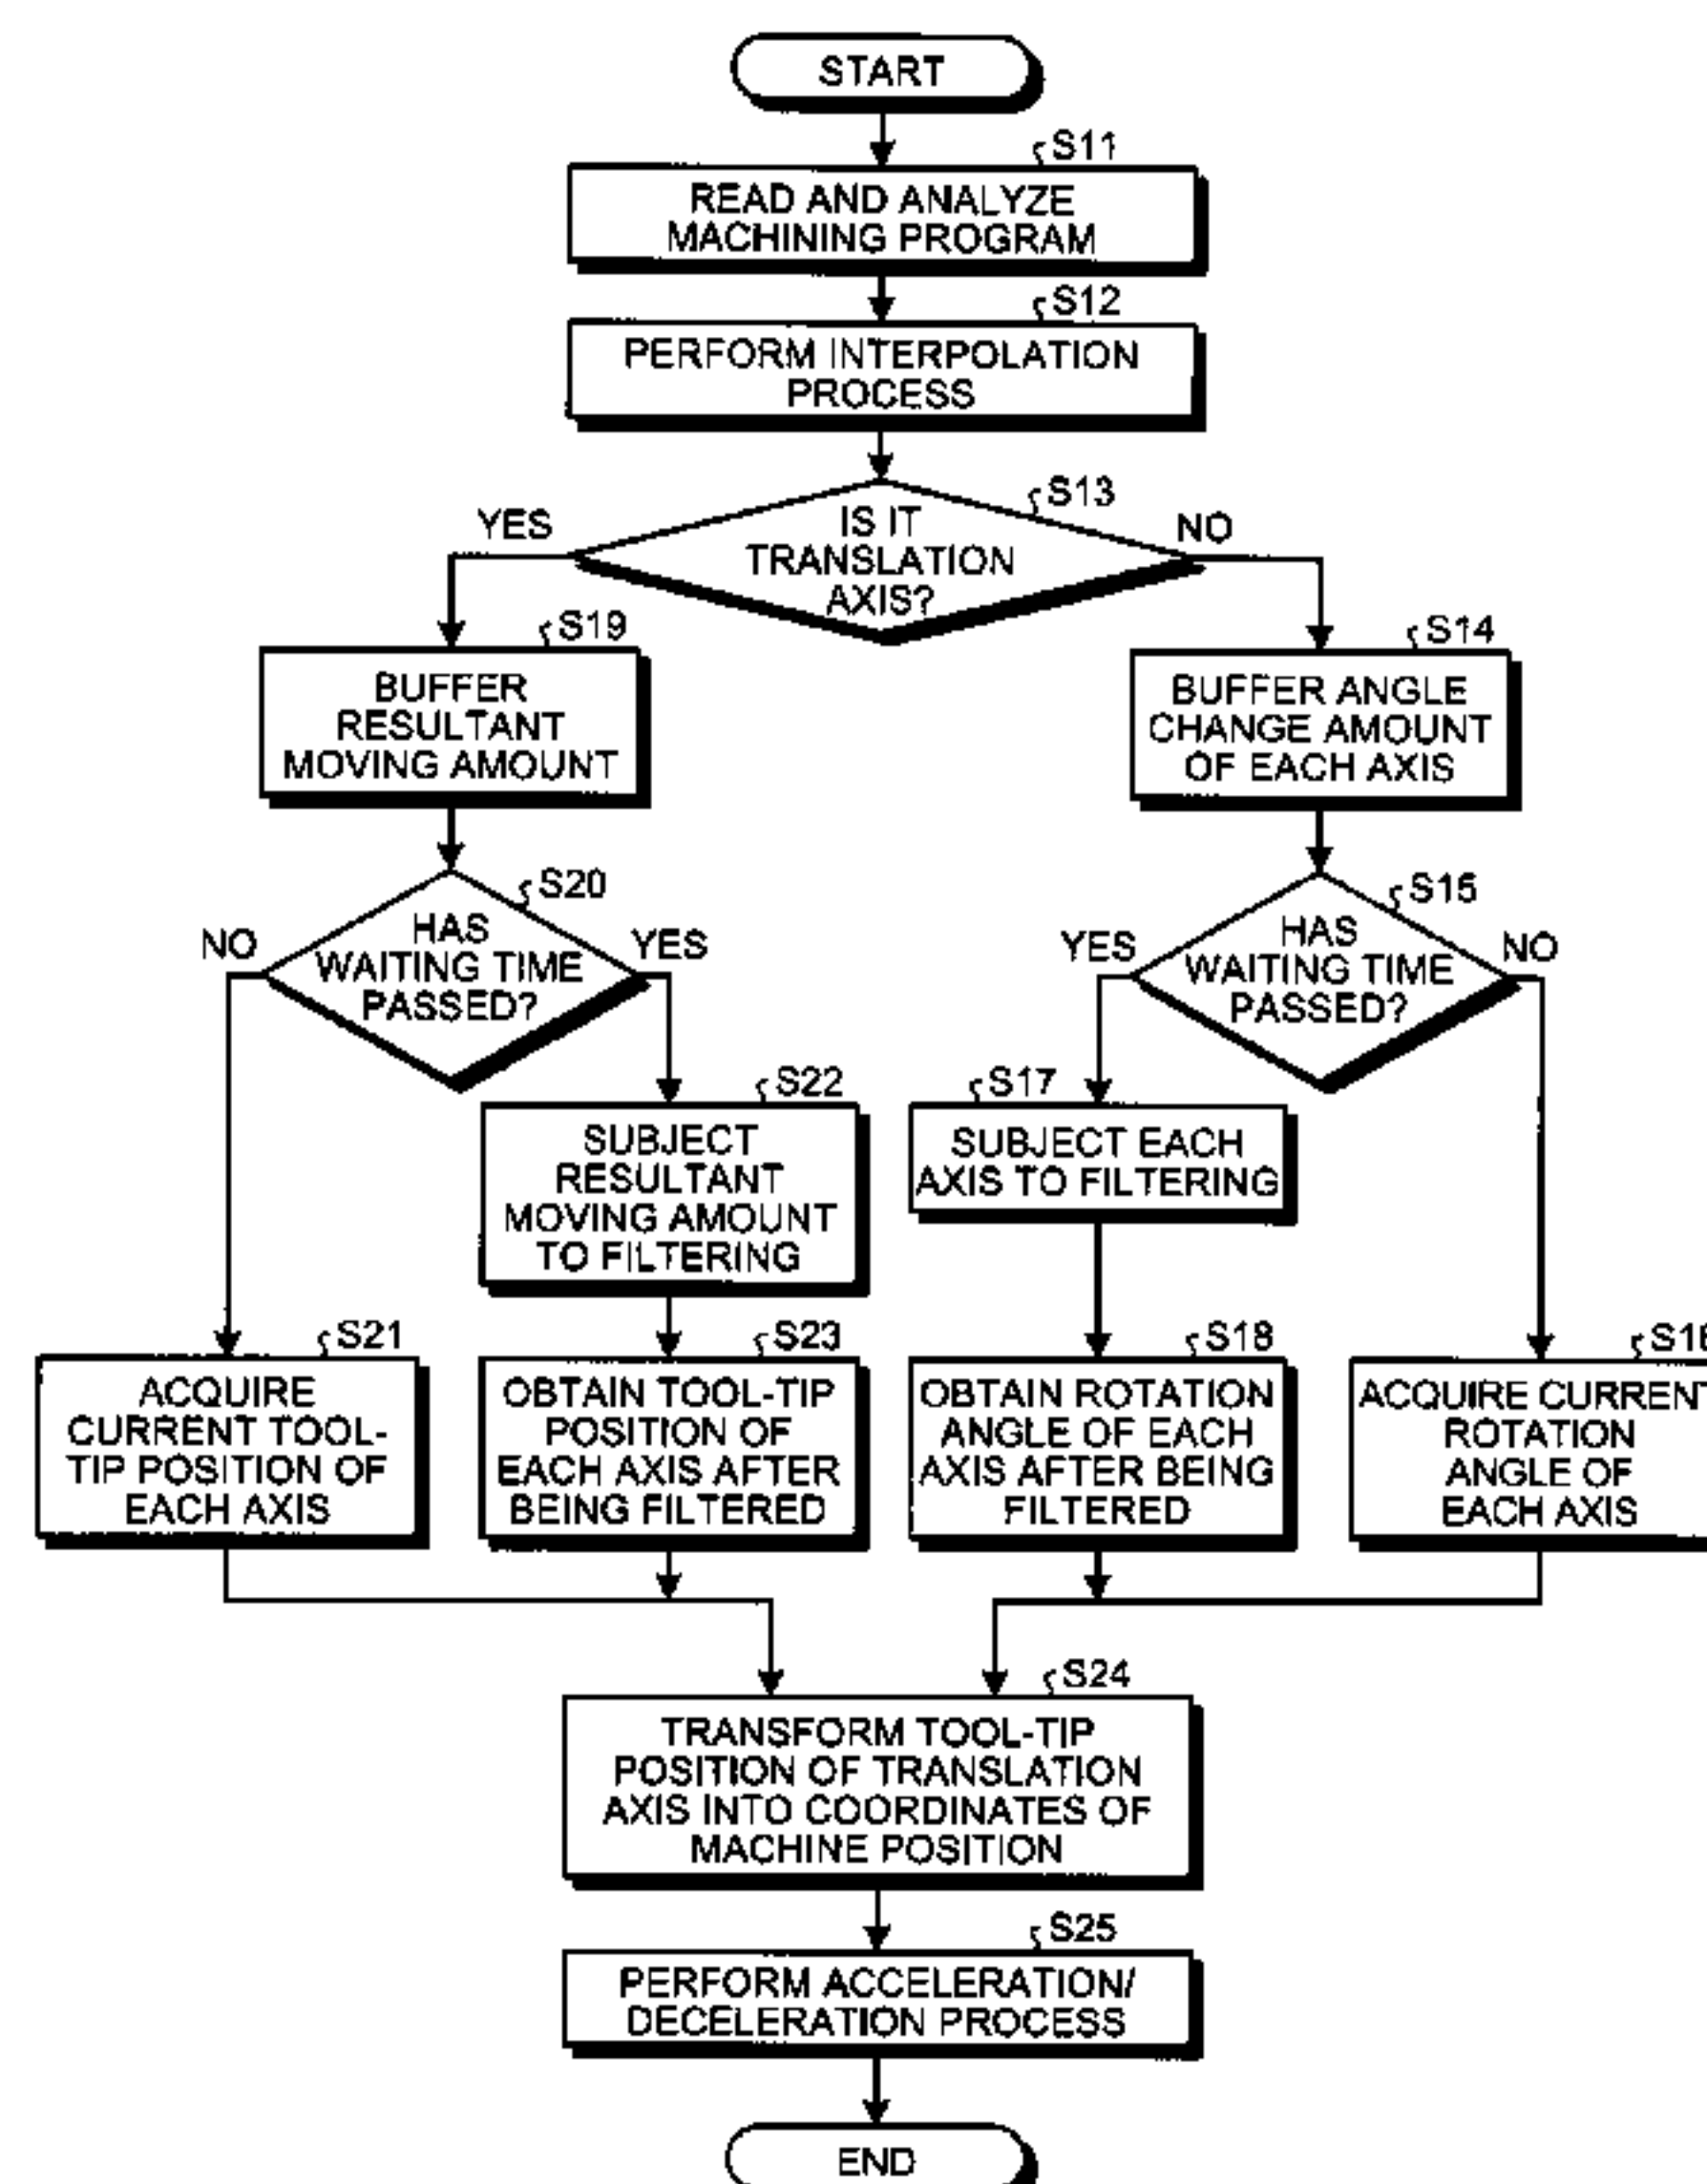 START
S11
READ AND ANALYZE
MACHINING PROGRAM
S12
PERFORM INTERPOLATION
PROCESS
S13
YES
NO
IS IT
TRANSLATION
AXIS?
S19
BUFFER
RESULTANT
MOVING AMOUNT
S14
BUFFER ANGLE
CHANGE AMOUNT
OF EACH AXIS
S20
NO
YES
HAS
WAITING TIME
PASSED?
S15
YES
NO
HAS
WAITING TIME
PASSED?
S22
SUBJECT
RESULTANT
MOVING AMOUNT
TO FILTERING
S17
SUBJECT EACH
AXIS TO FILTERING
S21
ACQUIRE
CURRENT TOOL-
TIP POSITION OF
EACH AXIS
S23
OBTAIN TOOL-TIP
POSITION OF
EACH AXIS AFTER
BEING FILTERED
S18
OBTAIN ROTATION
ANGLE OF EACH
AXIS AFTER BEING
FILTERED
S16
ACQUIRE CURRENT
ROTATION
ANGLE OF
EACH AXIS
S24
TRANSFORM TOOL-TIP
POSITION OF TRANSLATION
AXIS INTO COORDINATES OF
MACHINE POSITION
S25
PERFORM ACCELERATION/
DECELERATION PROCESS
END